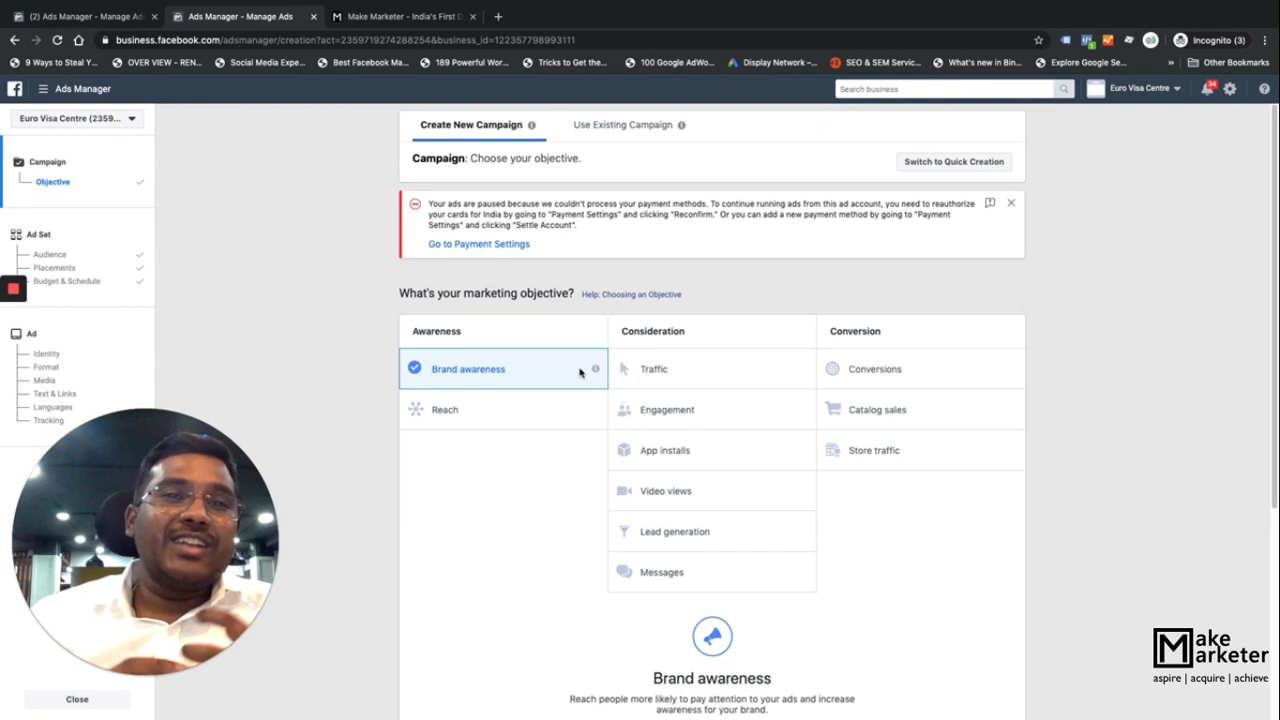 (2) Ads Manager - Manage Ads
Ads Manager - Manage Ads
Make Marketer - India's First D
business.facebook.com/adsmanager/creation?act=2359719274288254&business_id=122357798993111
Incognito (3)
9 Ways to Steal Y...
OVER VIEW - REN...
Social Media Expe...
Best Facebook Ma...
189 Powerful Wor...
Tricks to Get the...
100 Google AdWo...
Display Network -...
SEO & SEM Servic...
What's new in Bin...
Explore Google Se...
»
Other Bookmarks
Ads Manager
Search business
Euro Visa Centre
34
Euro Visa Centre (2359...
Campaign
Objective
Ad Set
Audience
Placements
Budget & Schedule
Ad
Identity
Format
Media
Text & Links
Languages
Tracking
Close
Create New Campaign
Use Existing Campaign
Campaign: Choose your objective.
Switch to Quick Creation
Your ads are paused because we couldn't process your payment methods. To continue running ads from this ad account, you need to reauthorize
your cards for India by going to "Payment Settings" and clicking "Reconfirm." Or you can add a new payment method by going to "Payment
Settings" and clicking "Settle Account".
Go to Payment Settings
What's your marketing objective? Help: Choosing an Objective
Awareness
Consideration
Conversion
Brand awareness
Traffic
Conversions
Reach
Engagement
Catalog sales
App installs
Store traffic
Video views
Lead generation
Messages
Brand awareness
Reach people more likely to pay attention to your ads and increase
awareness for your brand.
Make
Marketer
aspire | acquire | achieve